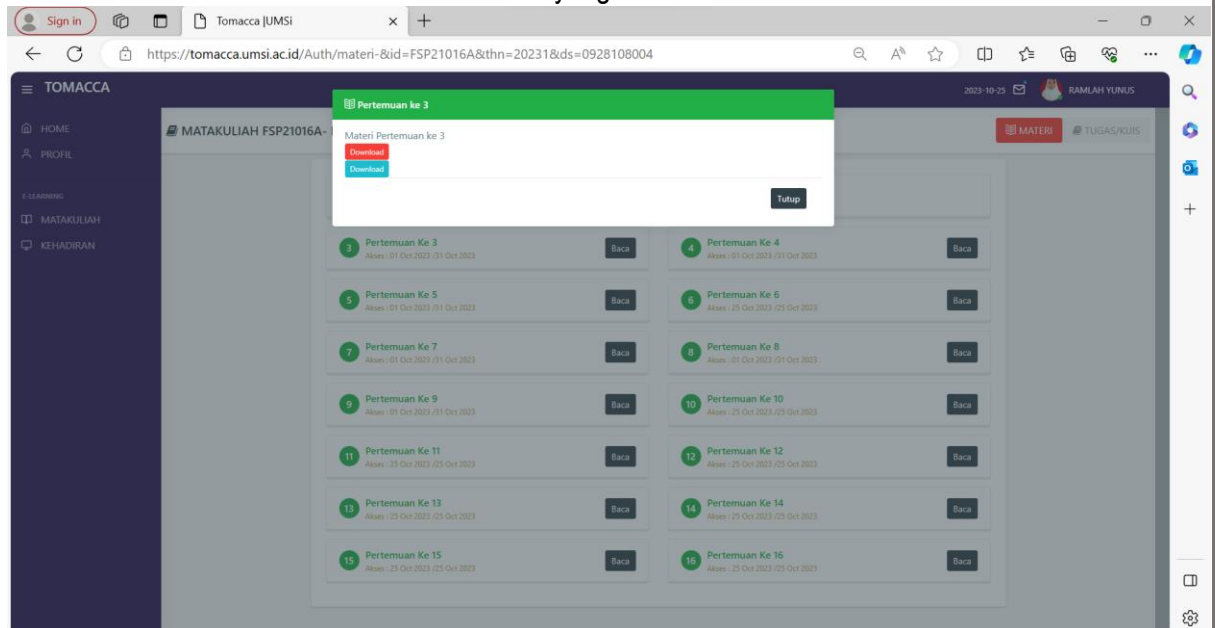 Sign in
Tomacca |UMSi
https://tomacca.umsi.ac.id/Auth/materi-&id=FSP21016A&thn=20231&ds=0928108004
TOMACCA
2023-10-25
RAMLAH YUNUS
HOME
PROFIL
E-LEARNING
MATAKULIAH
KEHADIRAN
MATAKULIAH FSP21016A-
MATERI
TUGAS/KUIS
Pertemuan ke 3
Materi Pertemuan ke 3
Download
Download
Tutup
3 Pertemuan Ke 3 Baca
Akses : 01 Oct 2023 /31 Oct 2023
4 Pertemuan Ke 4 Baca
Akses : 01 Oct 2023 /31 Oct 2023
5 Pertemuan Ke 5 Baca
Akses : 01 Oct 2023 /31 Oct 2023
6 Pertemuan Ke 6 Baca
Akses : 25 Oct 2023 /25 Oct 2023
7 Pertemuan Ke 7 Baca
Akses : 01 Oct 2023 /31 Oct 2023
8 Pertemuan Ke 8 Baca
Akses : 01 Oct 2023 /31 Oct 2023
9 Pertemuan Ke 9 Baca
Akses : 01 Oct 2023 /31 Oct 2023
10 Pertemuan Ke 10 Baca
Akses : 25 Oct 2023 /25 Oct 2023
11 Pertemuan Ke 11 Baca
Akses : 25 Oct 2023 /25 Oct 2023
12 Pertemuan Ke 12 Baca
Akses : 25 Oct 2023 /25 Oct 2023
13 Pertemuan Ke 13 Baca
Akses : 25 Oct 2023 /25 Oct 2023
14 Pertemuan Ke 14 Baca
Akses : 25 Oct 2023 /25 Oct 2023
15 Pertemuan Ke 15 Baca
Akses : 25 Oct 2023 /25 Oct 2023
16 Pertemuan Ke 16 Baca
Akses : 25 Oct 2023 /25 Oct 2023